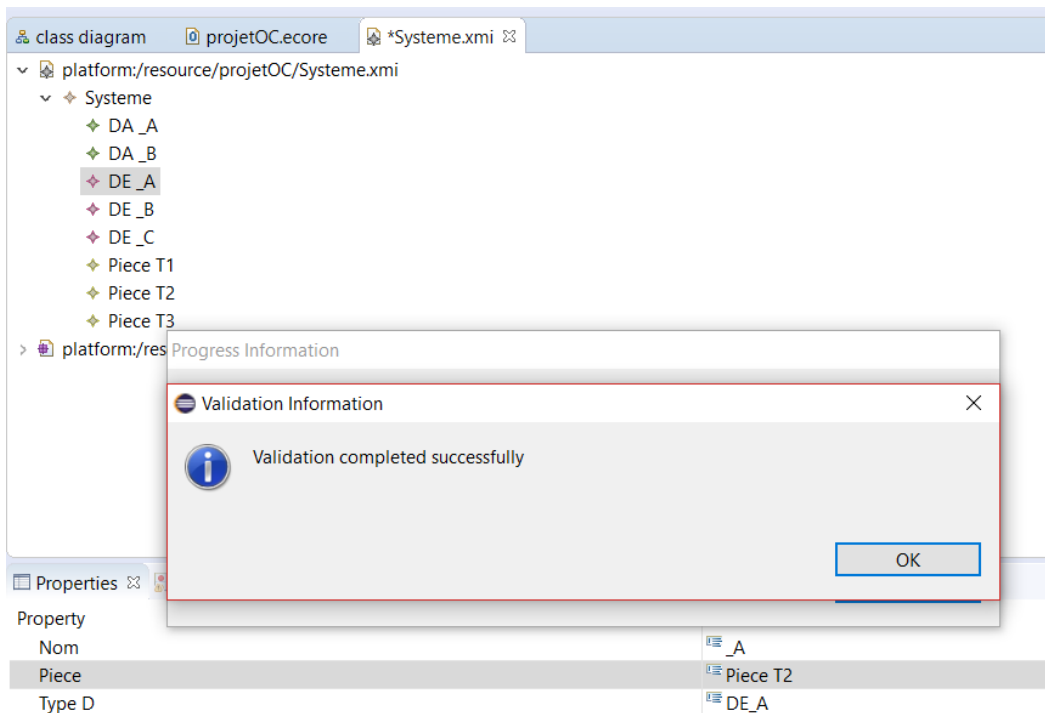 class diagram projetOC.ecore *Systeme.xmi
platform:/resource/projetOC/Systeme.xmi
Systeme
DA _A
DA _B
DE _A
DE _B
DE _C
Piece T1
Piece T2
Piece T3
platform:/res
Progress Information
Validation Information
Validation completed successfully
OK
Properties
Property
Nom _A
Piece Piece T2
Type D DE_A